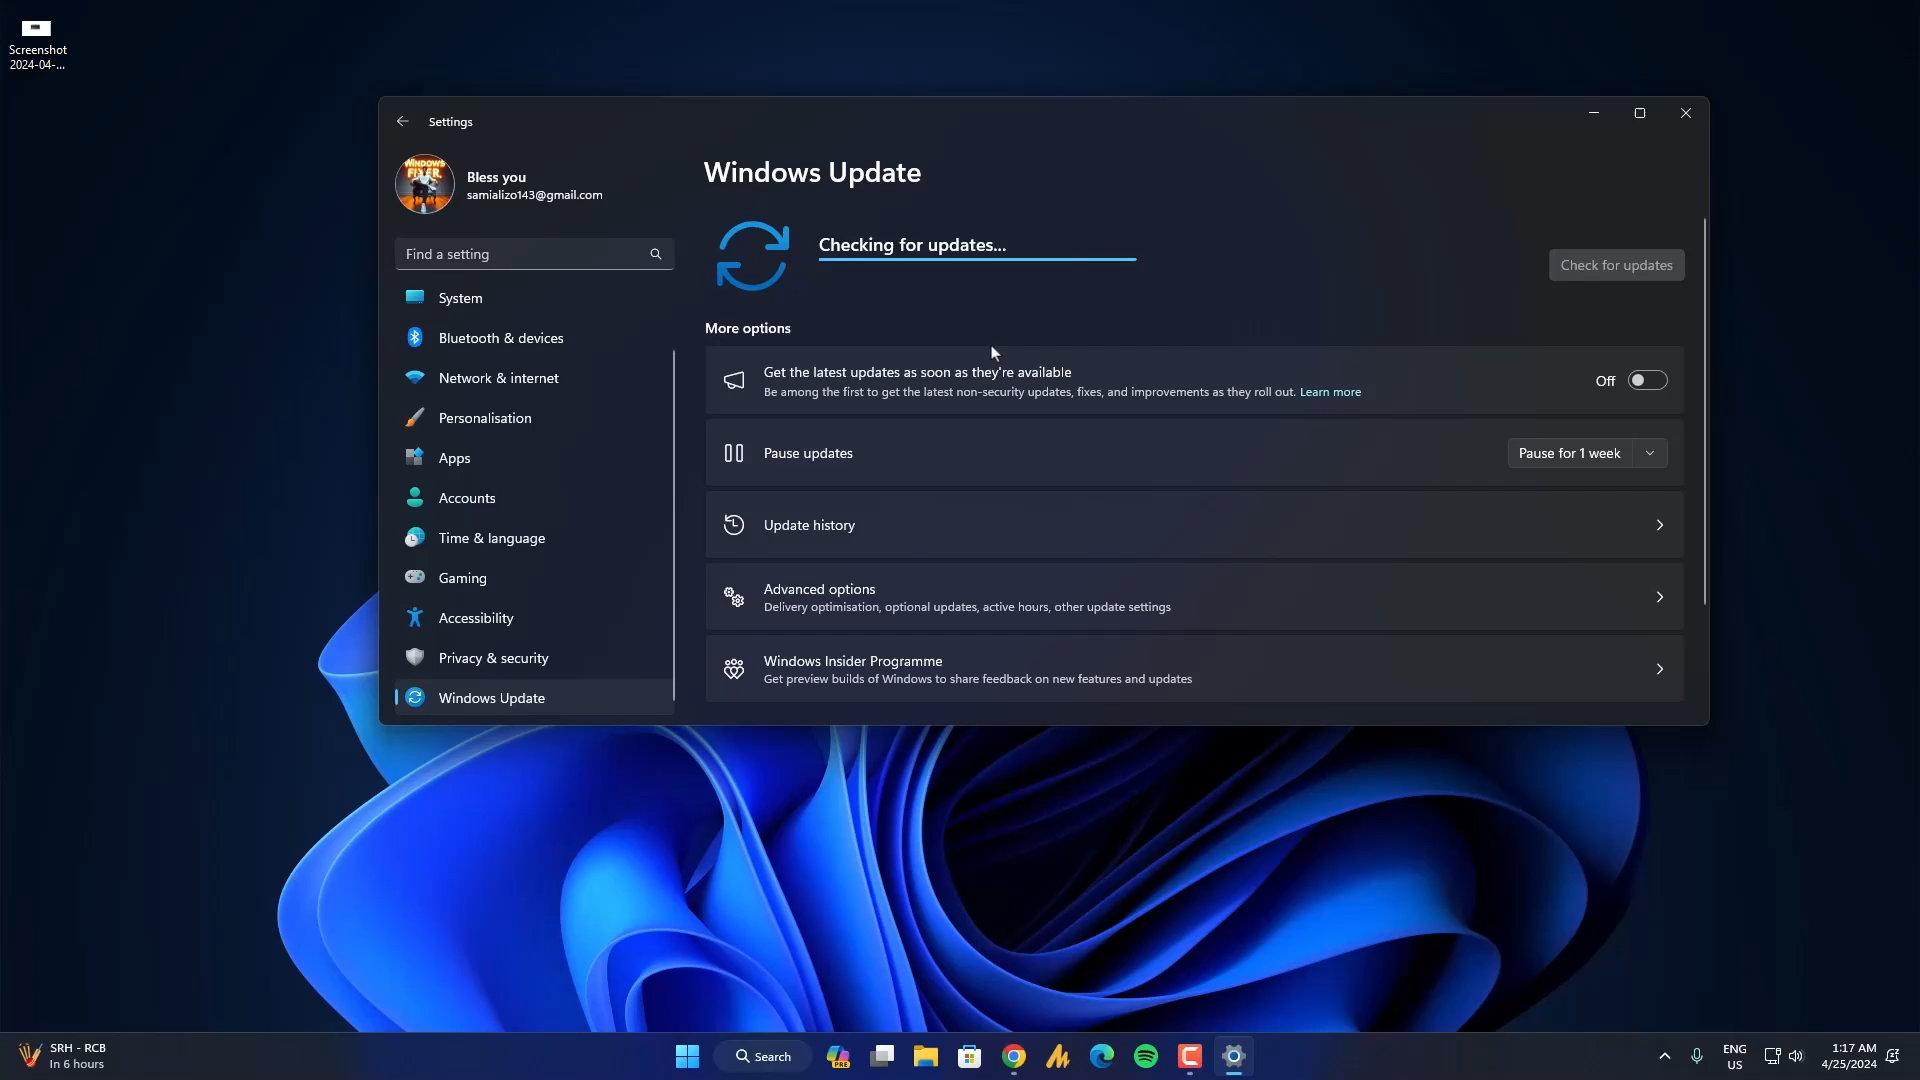 Screenshot
2024-04-...
Settings
WINDOWS
FIXER.
Bless you
samializo143@gmail.com
Find a setting
System
Bluetooth & devices
Network & internet
Personalisation
Apps
Accounts
Time & language
Gaming
Accessibility
Privacy & security
Windows Update
Windows Update
Checking for updates...
Check for updates
More options
Get the latest updates as soon as they're available
Be among the first to get the latest non-security updates, fixes, and improvements as they roll out. Learn more
Off
Pause updates
Pause for 1 week
Update history
Advanced options
Delivery optimisation, optional updates, active hours, other update settings
Windows Insider Programme
Get preview builds of Windows to share feedback on new features and updates
SRH - RCB
In 6 hours
Search
PRE
ENG
US
1:17 AM
4/25/2024